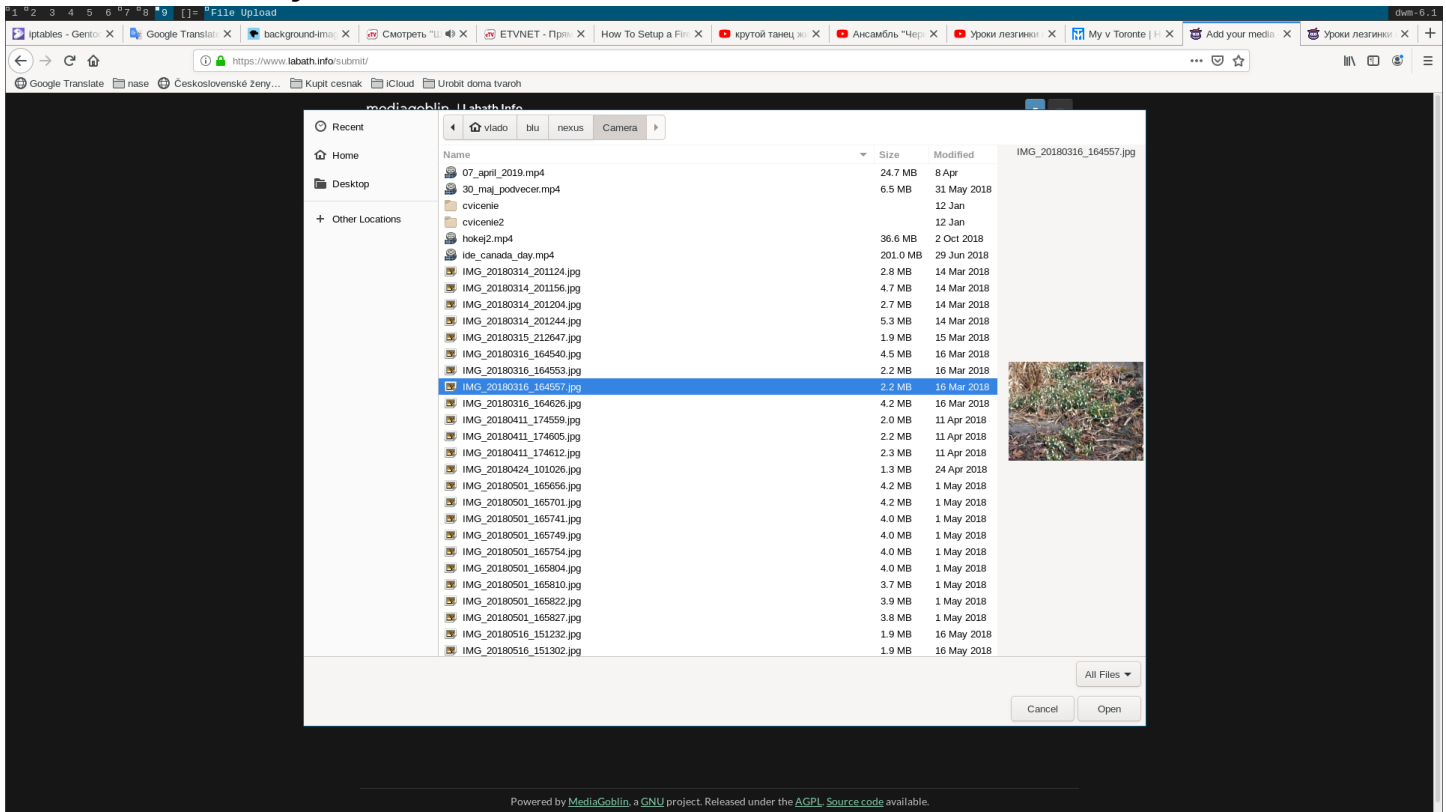 1 2 3 4 5 6 7 8 9 []= File Upload dwm-6.1
iptables - Gento Google Translat background-ima Смотреть "Ш ETVNET - Прям How To Setup a Fir крутой танец жо Ансамбль "Чер Уроки лезгинки My v Toronte | H Add your media Уроки лезгинки
https://www.labath.info/submit/
Google Translate nase Československé ženy… Kupit cesnak iCloud Urobit doma tvaroh
mediagoblin | Labath Info
Recent
Home
Desktop
+ Other Locations
vlado blu nexus Camera
Name Size Modified
07_april_2019.mp4 24.7 MB 8 Apr
30_maj_podvecer.mp4 6.5 MB 31 May 2018
cvicenie 12 Jan
cvicenie2 12 Jan
hokej2.mp4 36.6 MB 2 Oct 2018
ide_canada_day.mp4 201.0 MB 29 Jun 2018
IMG_20180314_201124.jpg 2.8 MB 14 Mar 2018
IMG_20180314_201156.jpg 4.7 MB 14 Mar 2018
IMG_20180314_201204.jpg 2.7 MB 14 Mar 2018
IMG_20180314_201244.jpg 5.3 MB 14 Mar 2018
IMG_20180315_212647.jpg 1.9 MB 15 Mar 2018
IMG_20180316_164540.jpg 4.5 MB 16 Mar 2018
IMG_20180316_164553.jpg 2.2 MB 16 Mar 2018
IMG_20180316_164557.jpg 2.2 MB 16 Mar 2018
IMG_20180316_164626.jpg 4.2 MB 16 Mar 2018
IMG_20180411_174559.jpg 2.0 MB 11 Apr 2018
IMG_20180411_174605.jpg 2.2 MB 11 Apr 2018
IMG_20180411_174612.jpg 2.3 MB 11 Apr 2018
IMG_20180424_101026.jpg 1.3 MB 24 Apr 2018
IMG_20180501_165656.jpg 4.2 MB 1 May 2018
IMG_20180501_165701.jpg 4.2 MB 1 May 2018
IMG_20180501_165741.jpg 4.0 MB 1 May 2018
IMG_20180501_165749.jpg 4.0 MB 1 May 2018
IMG_20180501_165754.jpg 4.0 MB 1 May 2018
IMG_20180501_165804.jpg 4.0 MB 1 May 2018
IMG_20180501_165810.jpg 3.7 MB 1 May 2018
IMG_20180501_165822.jpg 3.9 MB 1 May 2018
IMG_20180501_165827.jpg 3.8 MB 1 May 2018
IMG_20180516_151232.jpg 1.9 MB 16 May 2018
IMG_20180516_151302.jpg 1.9 MB 16 May 2018
IMG_20180316_164557.jpg
All Files
Cancel Open
Powered by MediaGoblin, a GNU project. Released under the AGPL. Source code available.